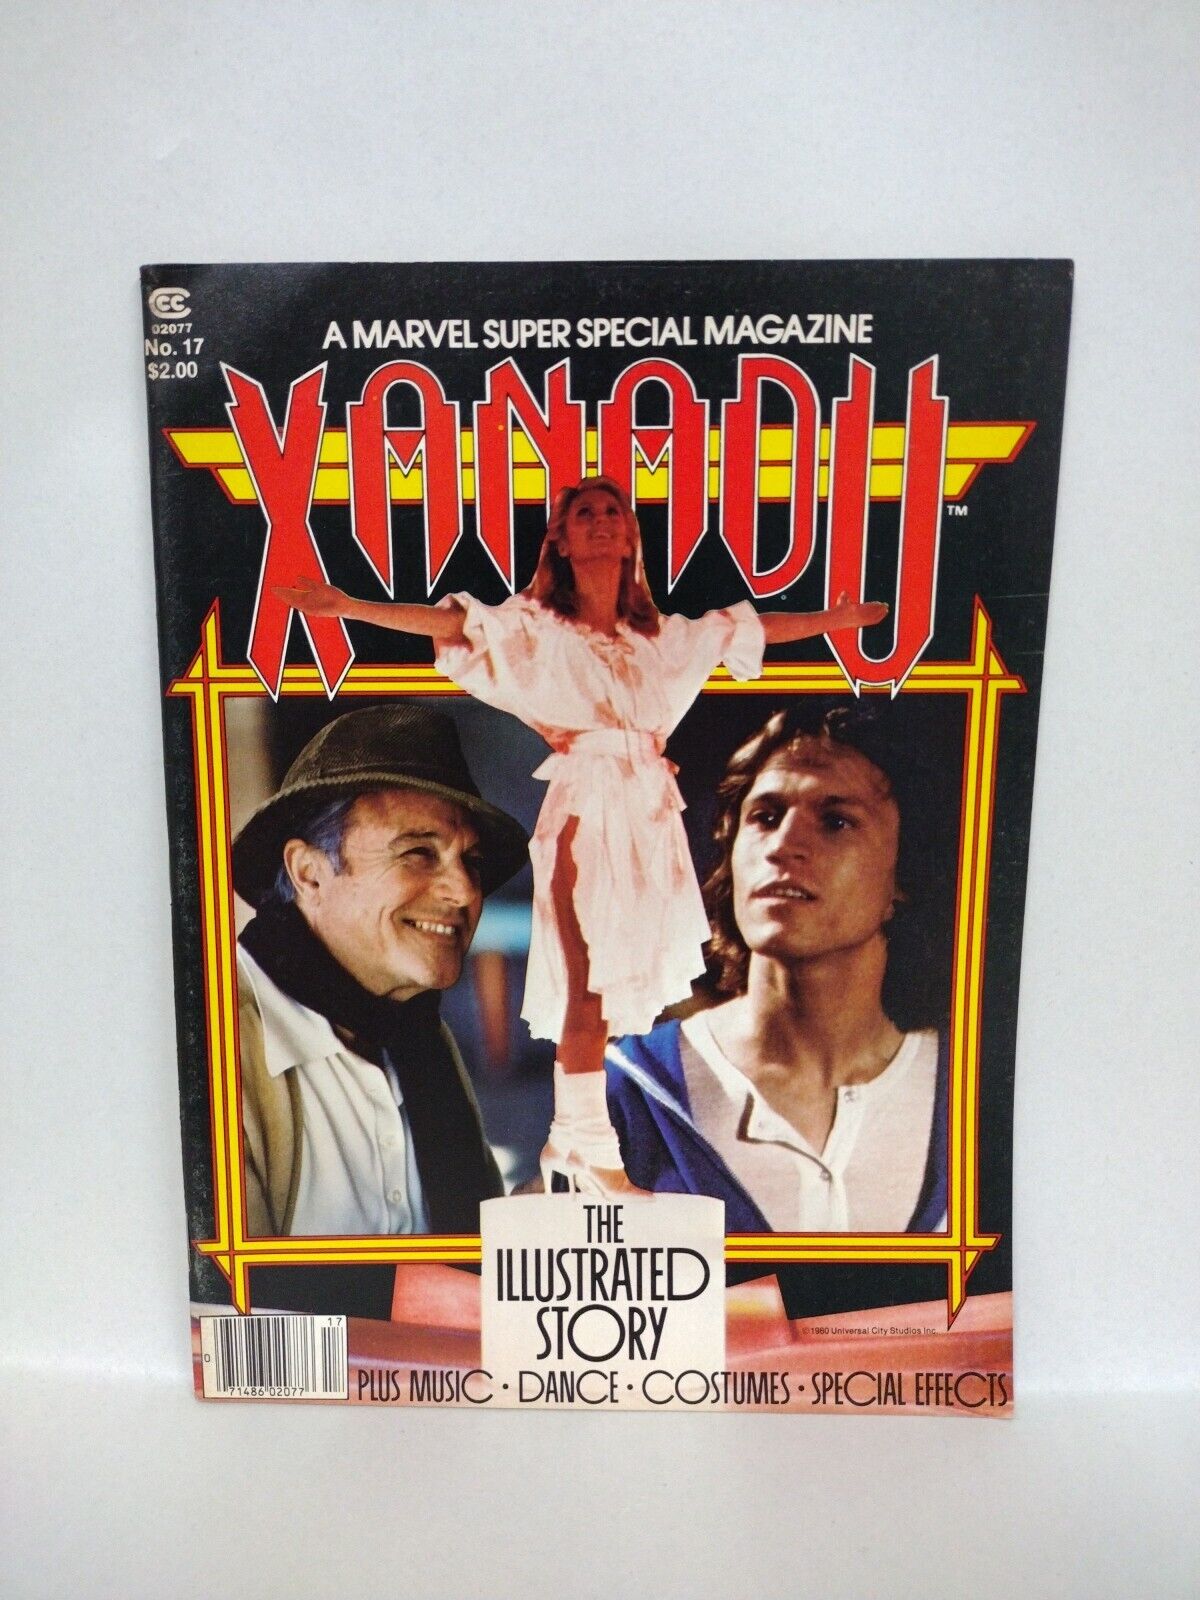 CC
02077
No. 17
$2.00
A MARVEL SUPER SPECIAL MAGAZINE
XANADU
TM
THE
ILLUSTRATED
STORY
©1980 Universal City Studios Inc.
17
0
71486 02077
PLUS MUSIC · DANCE · COSTUMES · SPECIAL EFFECTS